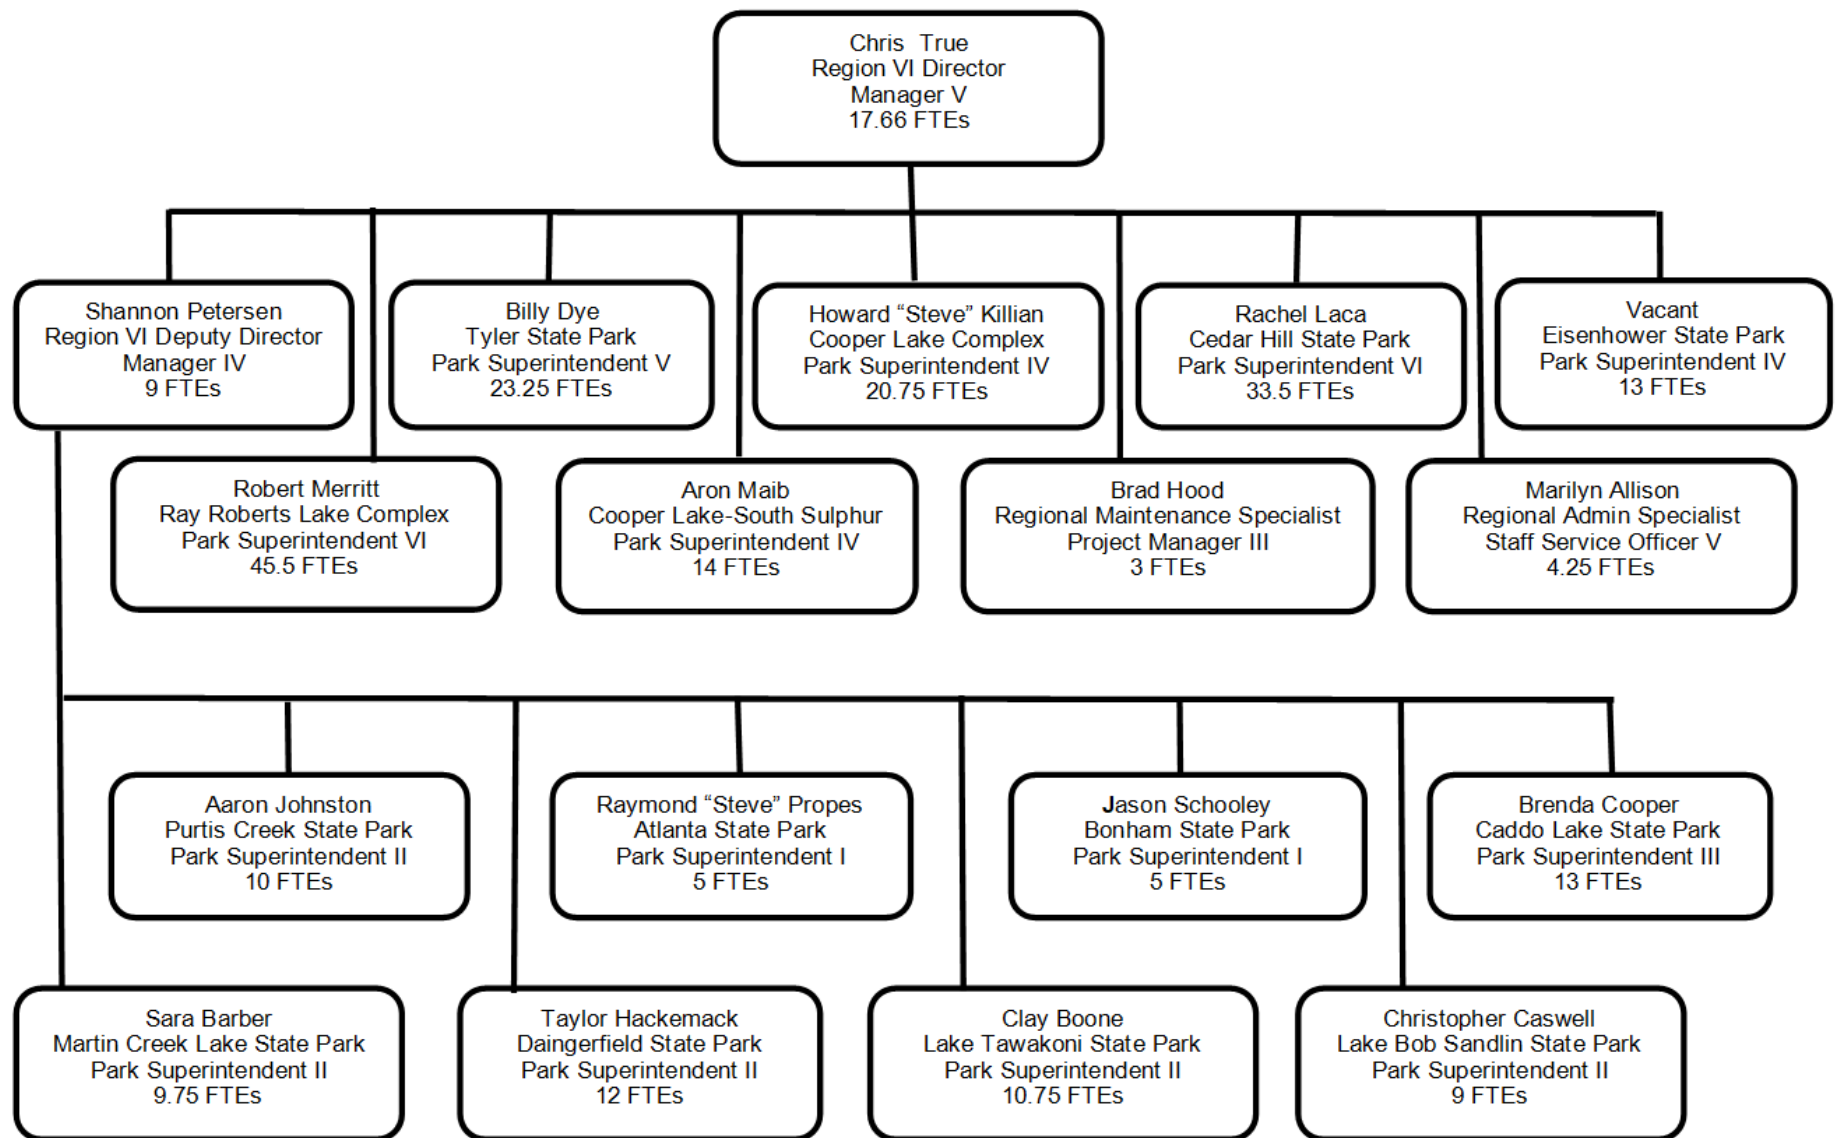 Chris  True
Region VI Director
Manager V
17.66 FTEs
Shannon Petersen
Region VI Deputy Director
Manager IV
9 FTEs
Billy Dye
Tyler State Park
Park Superintendent V
23.25 FTEs
Howard “Steve” Killian
Cooper Lake Complex
Park Superintendent IV
20.75 FTEs
Rachel Laca
Cedar Hill State Park
Park Superintendent VI
33.5 FTEs
Vacant
Eisenhower State Park
Park Superintendent IV
13 FTEs
Robert Merritt
Ray Roberts Lake Complex
Park Superintendent VI
45.5 FTEs
Aron Maib
Cooper Lake-South Sulphur
Park Superintendent IV
14 FTEs
Brad Hood
Regional Maintenance Specialist
Project Manager III
3 FTEs
Marilyn Allison
Regional Admin Specialist
Staff Service Officer V
4.25 FTEs
Aaron Johnston
Purtis Creek State Park
Park Superintendent II
10 FTEs
Raymond “Steve” Propes
Atlanta State Park
Park Superintendent I
5 FTEs
Jason Schooley
Bonham State Park
Park Superintendent I
5 FTEs
Brenda Cooper
Caddo Lake State Park
Park Superintendent III
13 FTEs
Sara Barber
Martin Creek Lake State Park
Park Superintendent II
9.75 FTEs
Taylor Hackemack
Daingerfield State Park
Park Superintendent II
12 FTEs
Clay Boone
Lake Tawakoni State Park
Park Superintendent II
10.75 FTEs
Christopher Caswell
Lake Bob Sandlin State Park
Park Superintendent II
9 FTEs